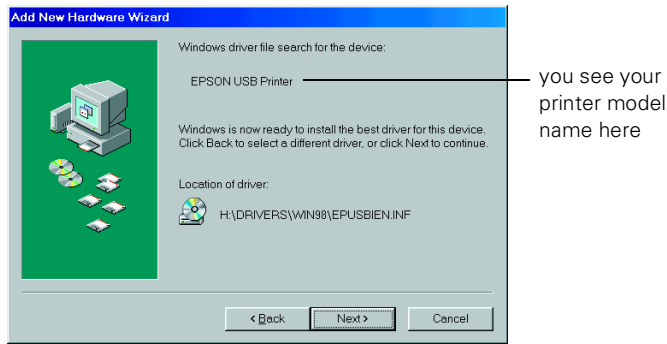 Add New Hardware Wizard
Windows driver file search for the device:
EPSON USB Printer
you see your
printer model
name here
Windows is now ready to install the best driver for this device.
Click Back to select a different driver, or click Next to continue.
Location of driver:
H:\DRIVERS\WIN98\EPUSBIEN.INF
< Back
Next >
Cancel